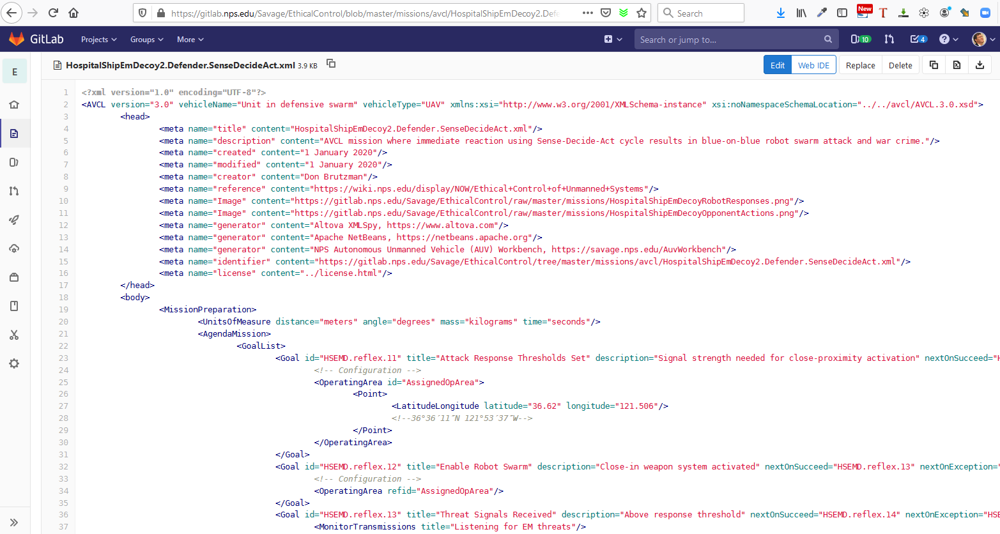 https://gitlab.nps.edu/Savage/EthicalControl/blob/master/missions/avcl/HospitalShipEmDecoy2.Defe
Search
New
GitLab
Projects
Groups
More
Search or jump to...
10
4
E
HospitalShipEmDecoy2.Defender.SenseDecideAct.xml 3.9 KB
Edit
Web IDE
Replace
Delete
1 <?xml version="1.0" encoding="UTF-8"?>
2 <AVCL version="3.0" vehicleName="Unit in defensive swarm" vehicleType="UAV" xmlns:xsi="http://www.w3.org/2001/XMLSchema-instance" xsi:noNamespaceSchemaLocation="../../avcl/AVCL.3.0.xsd">
3 <head>
4 <meta name="title" content="HospitalShipEmDecoy2.Defender.SenseDecideAct.xml"/>
5 <meta name="description" content="AVCL mission where immediate reaction using Sense-Decide-Act cycle results in blue-on-blue robot swarm attack and war crime."/>
6 <meta name="created" content="1 January 2020"/>
7 <meta name="modified" content="1 January 2020"/>
8 <meta name="creator" content="Don Brutzman"/>
9 <meta name="reference" content="https://wiki.nps.edu/display/NOW/Ethical+Control+of+Unmanned+Systems"/>
10 <meta name="Image" content="https://gitlab.nps.edu/Savage/EthicalControl/raw/master/missions/HospitalShipEmDecoyRobotResponses.png"/>
11 <meta name="Image" content="https://gitlab.nps.edu/Savage/EthicalControl/raw/master/missions/HospitalShipEmDecoyOpponentActions.png"/>
12 <meta name="generator" content="Altova XMLSpy, https://www.altova.com"/>
13 <meta name="generator" content="Apache NetBeans, https://netbeans.apache.org"/>
14 <meta name="generator" content="NPS Autonomous Unmanned Vehicle (AUV) Workbench, https://savage.nps.edu/AuvWorkbench"/>
15 <meta name="identifier" content="https://gitlab.nps.edu/Savage/EthicalControl/tree/master/missions/avcl/HospitalShipEmDecoy2.Defender.SenseDecideAct.xml"/>
16 <meta name="license" content="../license.html"/>
17 </head>
18 <body>
19 <MissionPreparation>
20 <UnitsOfMeasure distance="meters" angle="degrees" mass="kilograms" time="seconds"/>
21 <AgendaMission>
22 <GoalList>
23 <Goal id="HSEMD.reflex.11" title="Attack Response Thresholds Set" description="Signal strength needed for close-proximity activation" nextOnSucceed="H
24 <!-- Configuration -->
25 <OperatingArea id="AssignedOpArea">
26 <Point>
27 <LatitudeLongitude latitude="36.62" longitude="121.506"/>
28 <!--36°36´11˝N 121°53´37˝W-->
29 </Point>
30 </OperatingArea>
31 </Goal>
32 <Goal id="HSEMD.reflex.12" title="Enable Robot Swarm" description="Close-in weapon system activated" nextOnSucceed="HSEMD.reflex.13" nextOnException="
33 <!-- Configuration -->
34 <OperatingArea refid="AssignedOpArea"/>
35 </Goal>
36 <Goal id="HSEMD.reflex.13" title="Threat Signals Received" description="Above response threshold" nextOnSucceed="HSEMD.reflex.14" nextOnException="HSE
37 <MonitorTransmissions title="Listening for EM threats"/>